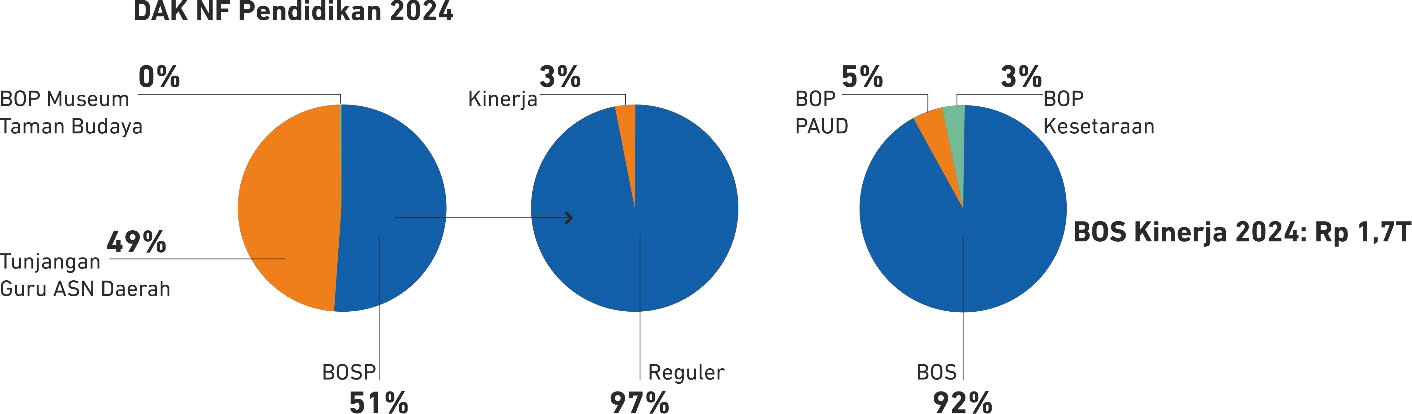 DAK NF Pendidikan 2024
0%
BOP Museum
Taman Budaya
49%
Tunjangan
Guru ASN Daerah
BOSP
51%
3%
Kinerja
Reguler
97%
5%
BOP
PAUD
3%
BOP
Kesetaraan
BOS Kinerja 2024: Rp 1,7T
BOS
92%